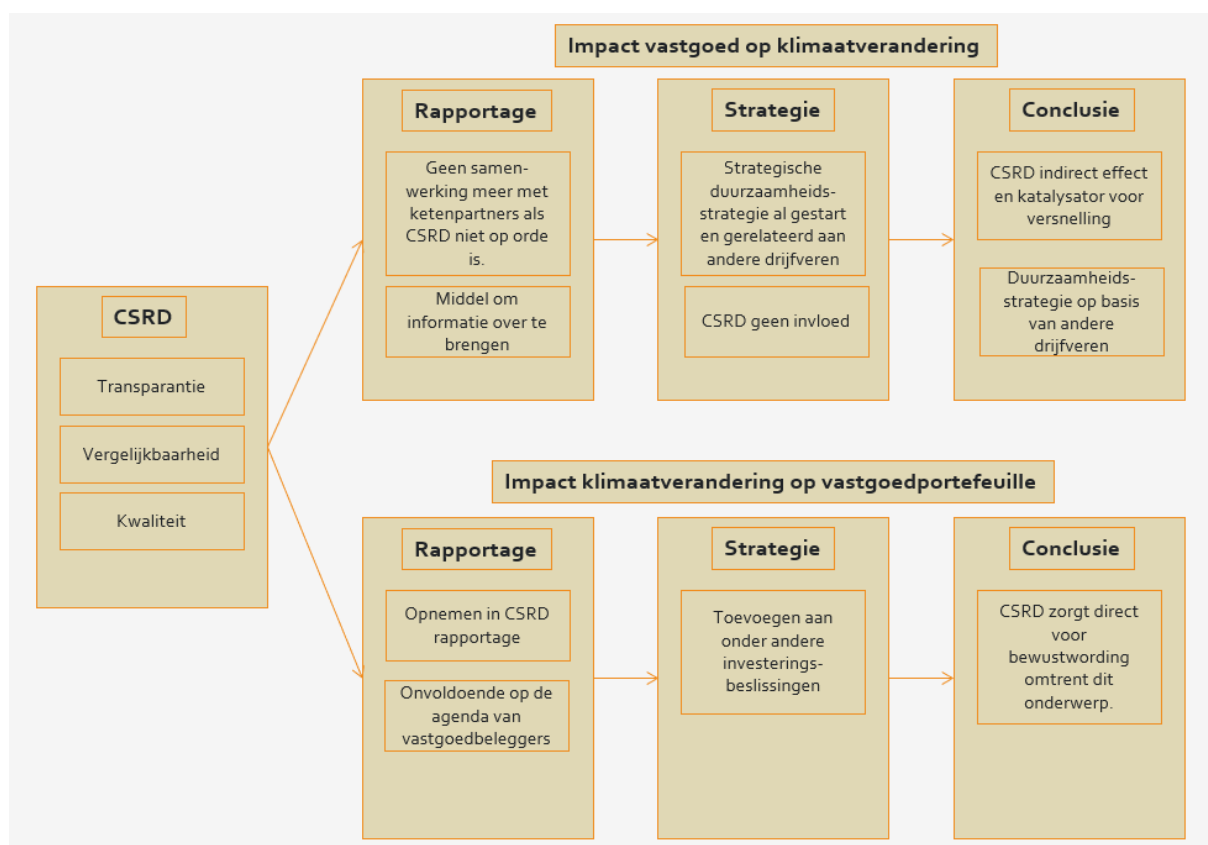 Impact vastgoed op klimaatverandering
CSRD
Transparantie
Vergelijkbaarheid
Kwaliteit
Rapportage
Geen samen-
werking meer met
ketenpartners als
CSRD niet op orde
is.
Middel om
informatie over te
brengen
Strategie
Strategische
duurzaamheids-
strategie al gestart
en gerelateerd aan
andere drijfveren
CSRD geen invloed
Conclusie
CSRD indirect effect
en katalysator voor
versnelling
Duurzaamheids-
strategie op basis
van andere
drijfveren
Impact klimaatverandering op vastgoedportefeuille
Rapportage
Opnemen in CSRD
rapportage
Onvoldoende op de
agenda van
vastgoedbeleggers
Strategie
Toevoegen aan
onder andere
investerings-
beslissingen
Conclusie
CSRD zorgt direct
voor
bewustwording
omtrent dit
onderwerp.